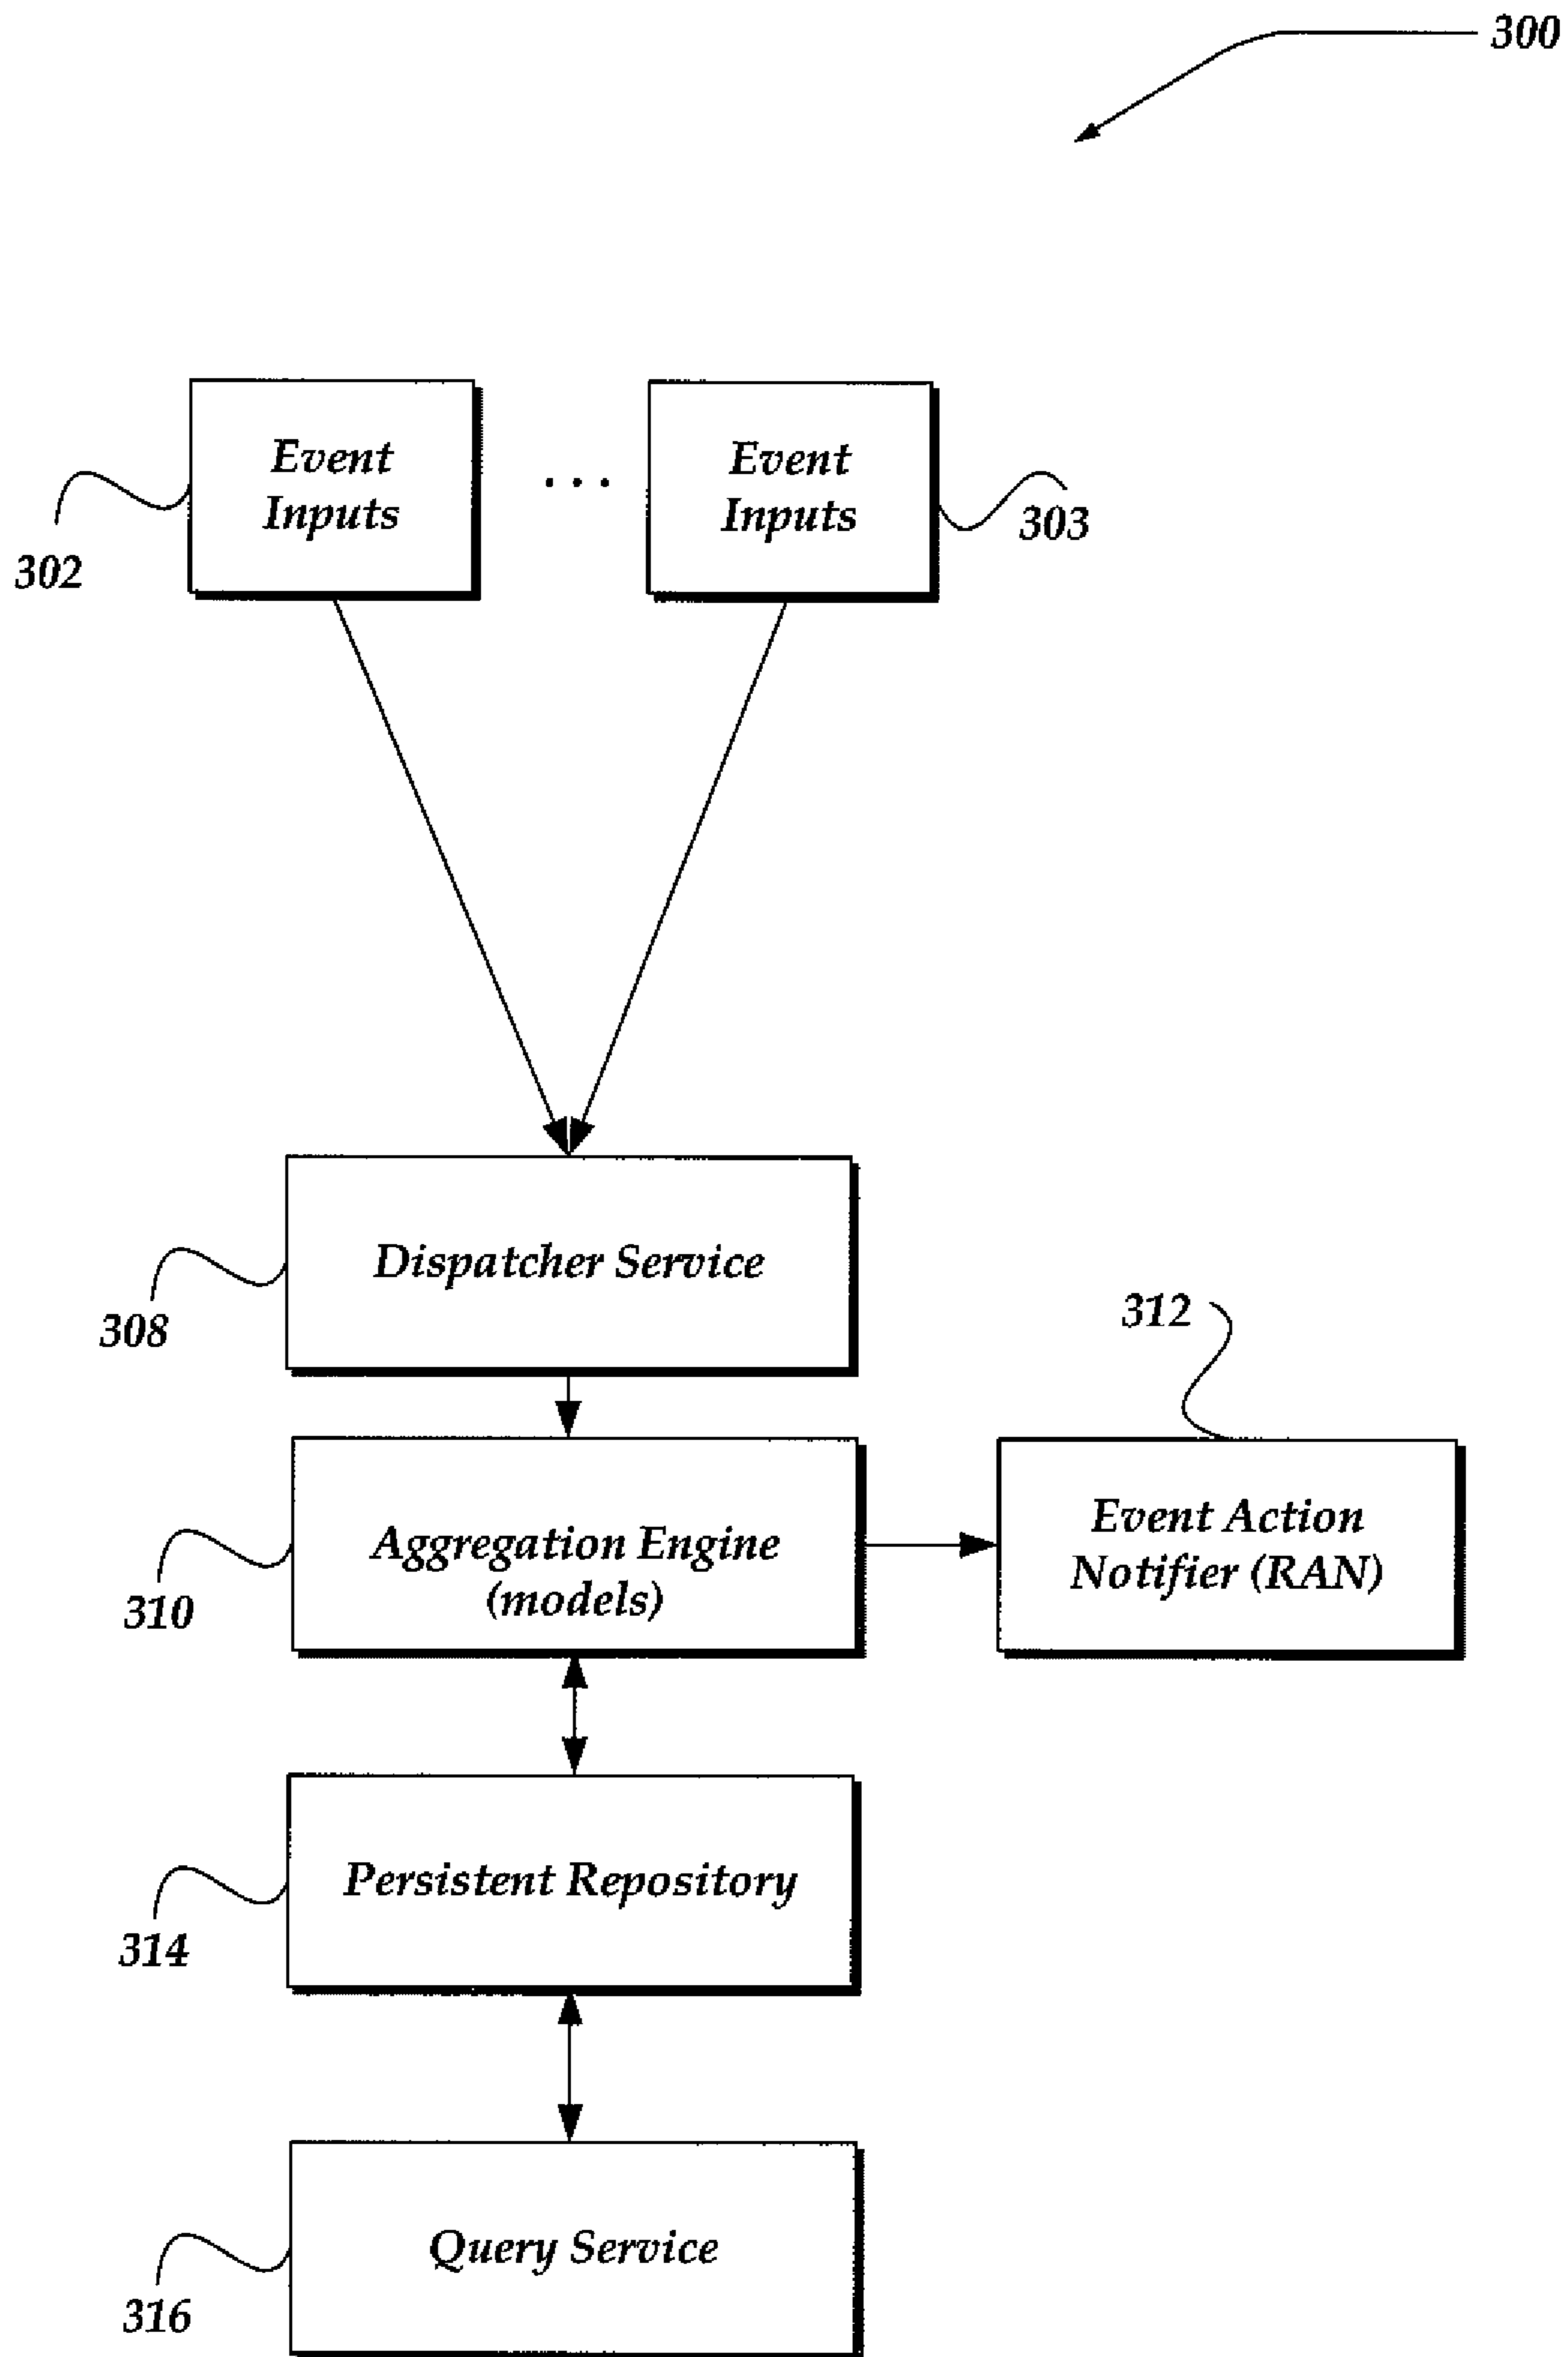 300
Event
Inputs
...
Event
Inputs
302
303
Dispatcher Service
308
312
Aggregation Engine
(models)
310
Event Action
Notifier (RAN)
Persistent Repository
314
Query Service
316